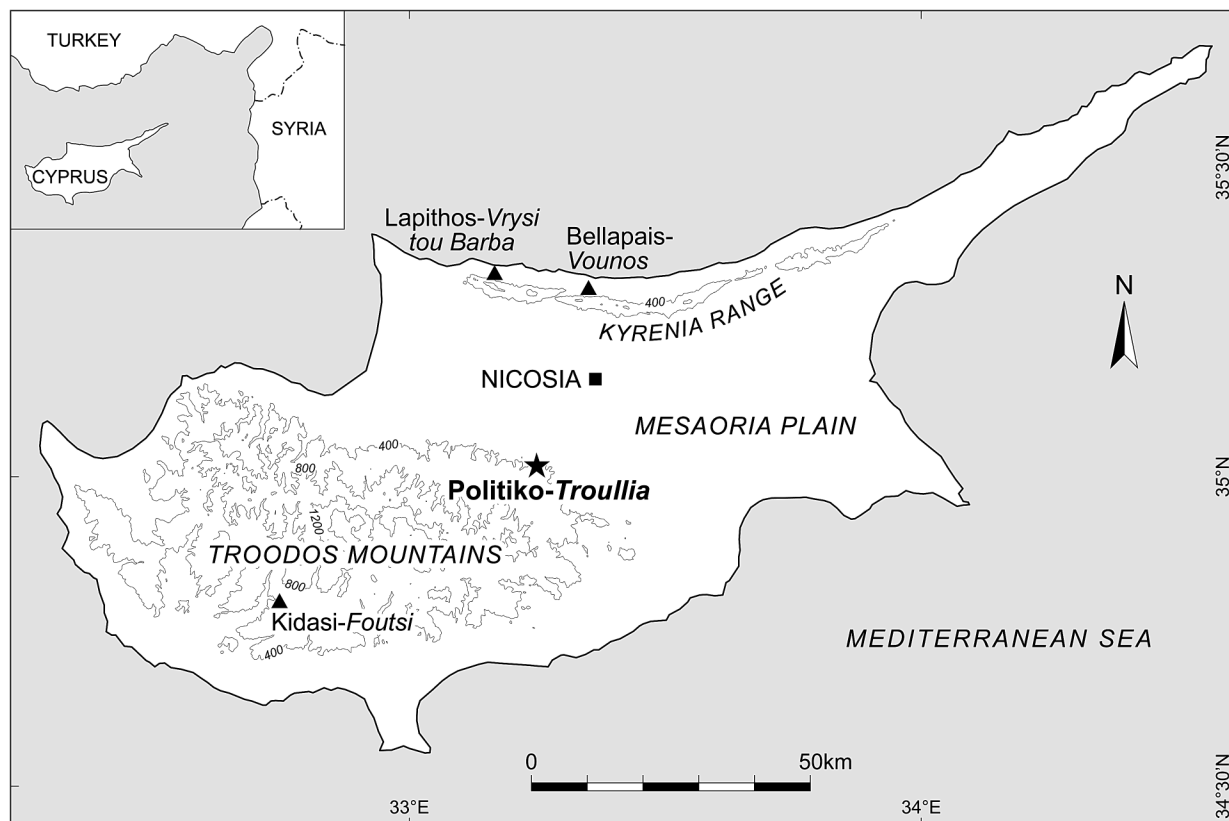 TURKEY
SYRIA
CYPRUS
Lapithos-Vrysi
tou Barba
Bellapais-
Vounos
400
KYRENIA RANGE
N
35°30'N
NICOSIA
MESAORIA PLAIN
400
800
Politiko-Troullia
35°N
1200
TROODOS MOUNTAINS
800
Kidasi-Foutsi
400
MEDITERRANEAN SEA
0 50km
33°E
34°E
34°30'N